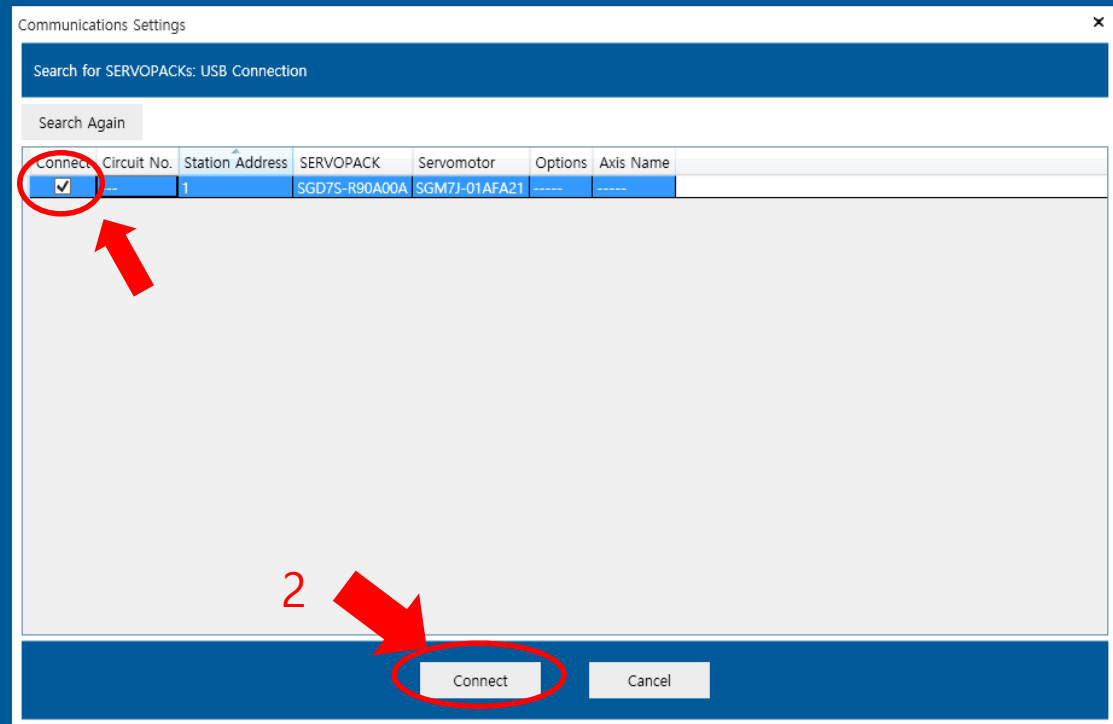 Communications Settings
Search for SERVOPACKs: USB Connection
Search Again
Connect Circuit No. Station Address SERVOPACK Servomotor Options Axis Name
--- 1 SGD7S-R90A00A SGM7J-01AFA21 ----- -----
2
Connect Cancel